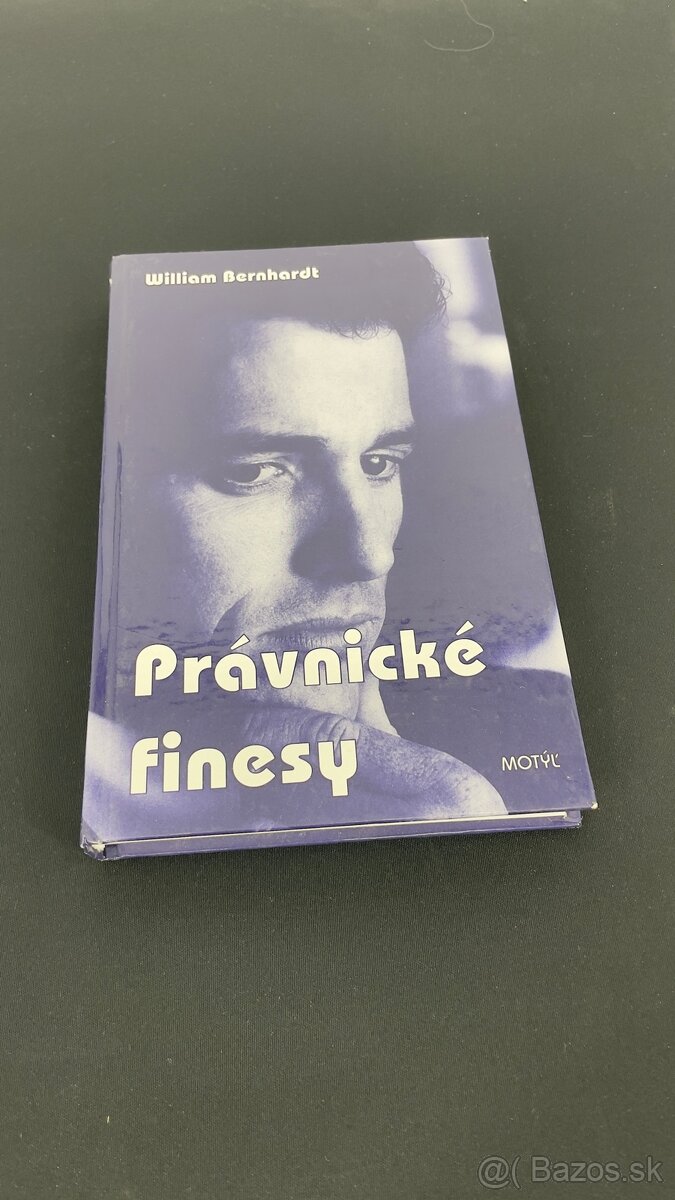 William Bernhardt
Právnické
finesy
MOTÝĽ
@( Bazos.sk